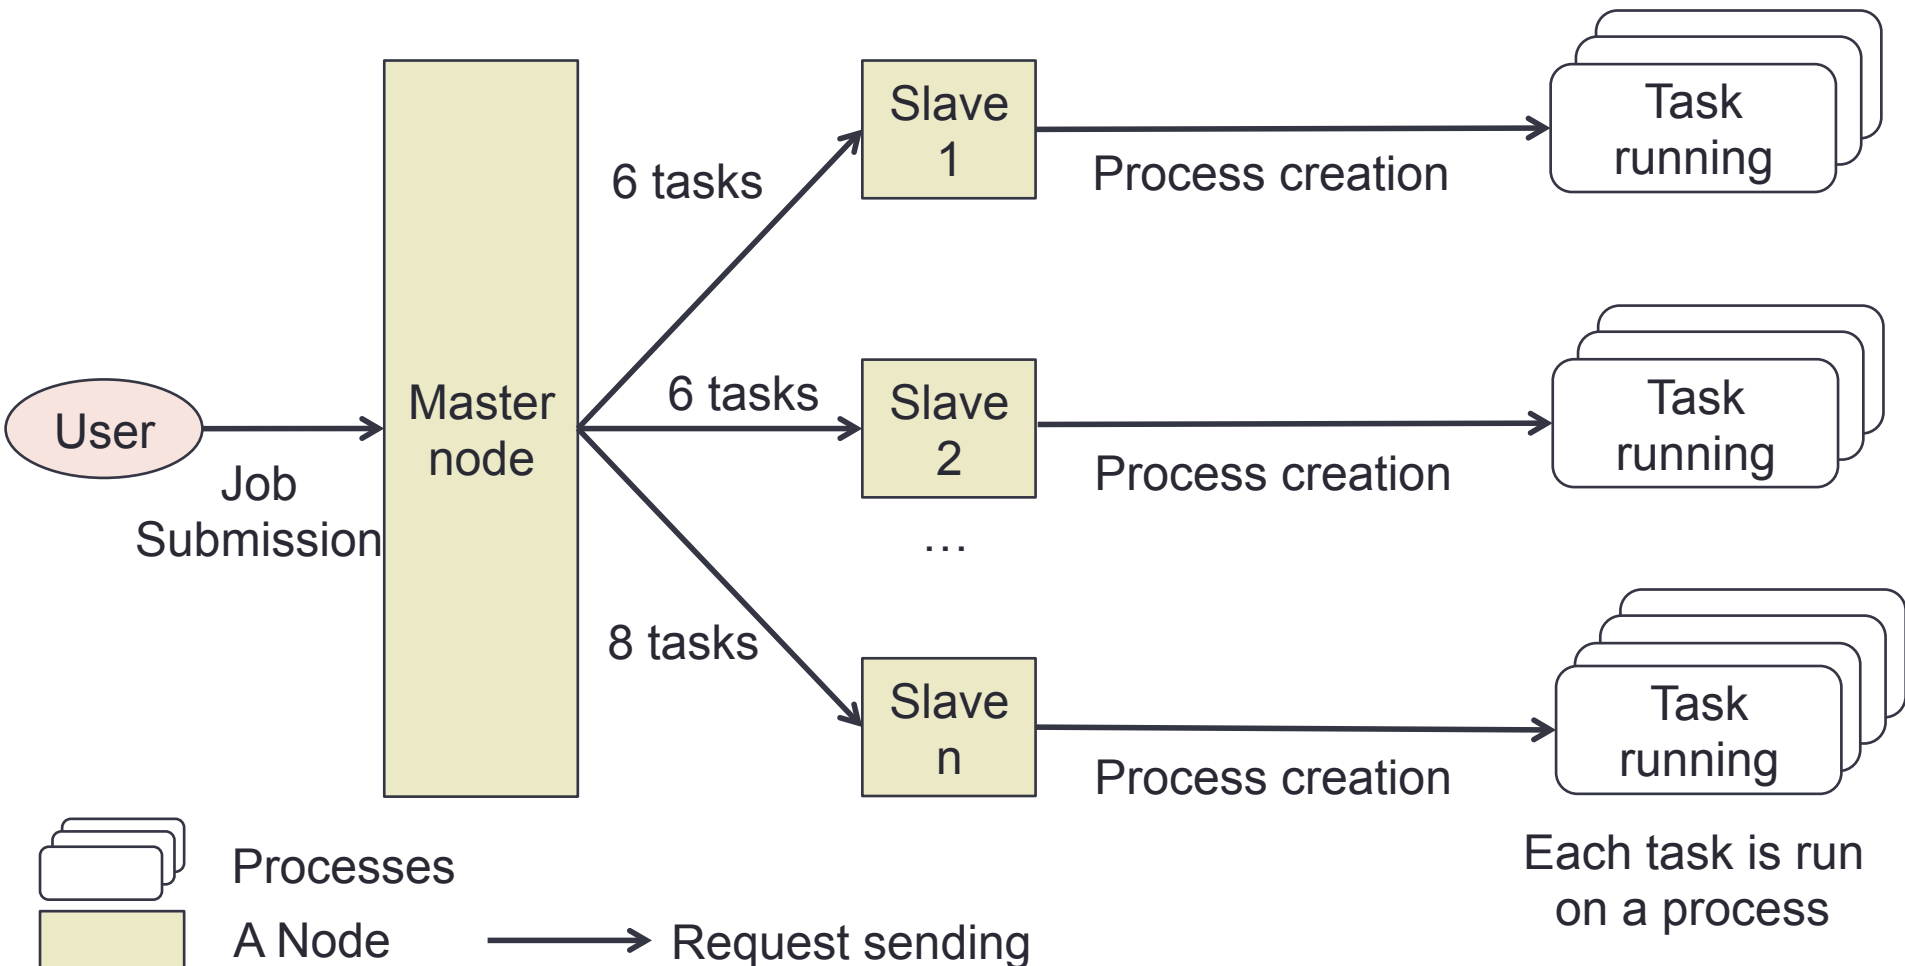 Slave
1
Task
running
6 tasks
Process creation
User
Job
Submission
Master
node
6 tasks
Slave
2
Process creation
Task
running
…
8 tasks
Slave
n
Process creation
Task
running
Processes
A Node
Request sending
Each task is run
on a process